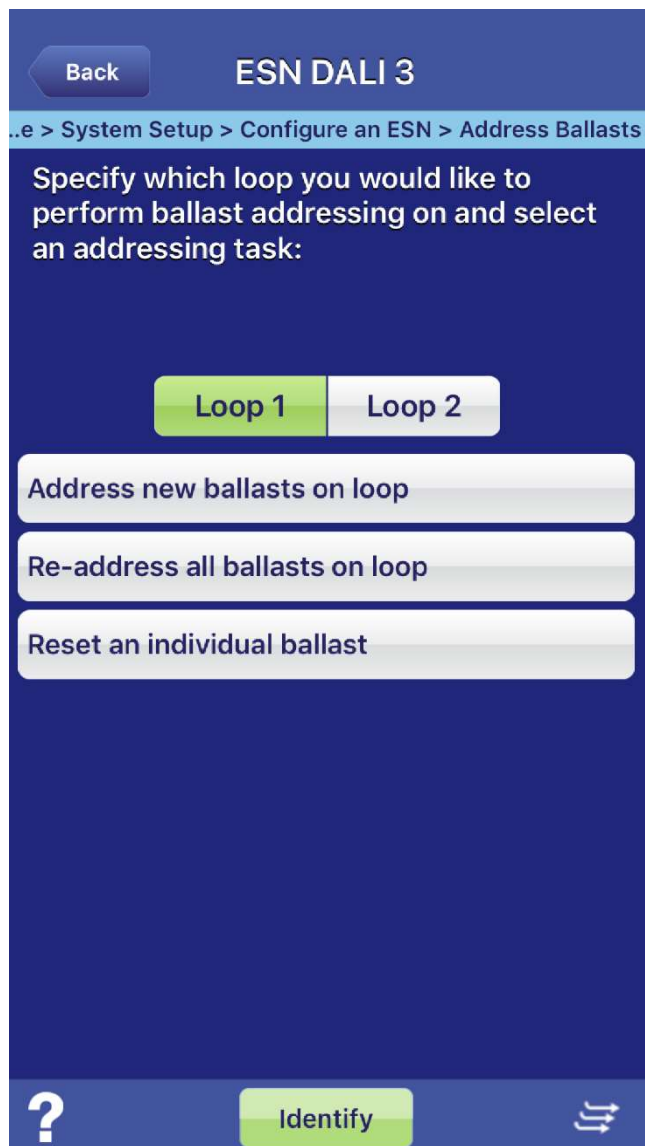 Back
ESN DALI 3
..e > System Setup > Configure an ESN > Address Ballasts
Specify which loop you would like to
perform ballast addressing on and select
an addressing task:
Loop 1
Loop 2
Address new ballasts on loop
Re-address all ballasts on loop
Reset an individual ballast
?
Identify